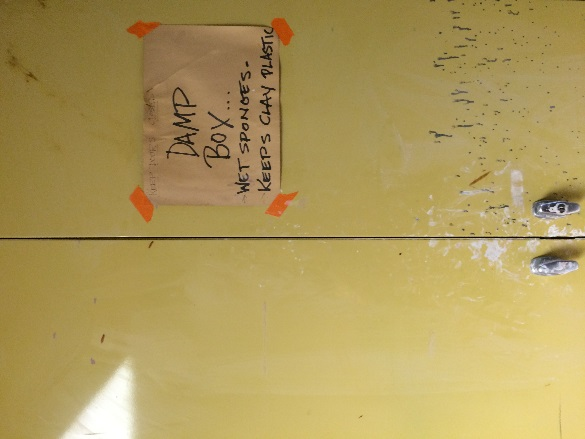 DAMP
BOX...
WET SPONGES-
KEEPS CLAY PLASTIC